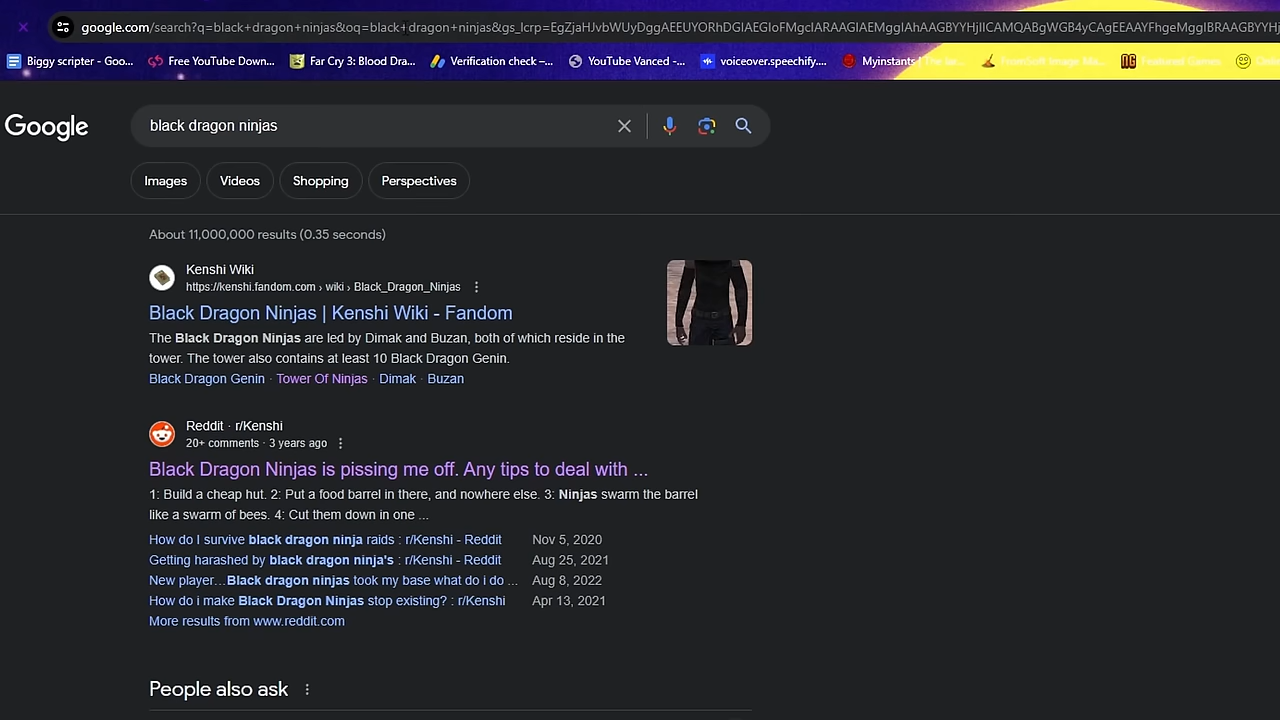 google.com/search?q=black+dragon+ninjas&oq=black+dragon+ninjas&gs_lcrp=
Biggy scripter - Goo... Free YouTube Down... Far Cry 3: Blood Dra... Verification check –... YouTube Vanced -... voiceover.speechify.... Myinstants | The Featured Games
Google
black dragon ninjas
Images Videos Shopping Perspectives
About 11,000,000 results (0.35 seconds)
Kenshi Wiki
https://kenshi.fandom.com › wiki › Black_Dragon_Ninjas
Black Dragon Ninjas | Kenshi Wiki - Fandom
The Black Dragon Ninjas are led by Dimak and Buzan, both of which reside in the
tower. The tower also contains at least 10 Black Dragon Genin.
Black Dragon Genin · Tower Of Ninjas · Dimak · Buzan
Reddit · r/Kenshi
20+ comments · 3 years ago
Black Dragon Ninjas is pissing me off. Any tips to deal with ...
1: Build a cheap hut. 2: Put a food barrel in there, and nowhere else. 3: Ninjas swarm the barrel
like a swarm of bees. 4: Cut them down in one ...
How do I survive black dragon ninja raids : r/Kenshi - Reddit Nov 5, 2020
Getting harashed by black dragon ninja's : r/Kenshi - Reddit Aug 25, 2021
New player…Black dragon ninjas took my base what do i do ... Aug 8, 2022
How do i make Black Dragon Ninjas stop existing? : r/Kenshi Apr 13, 2021
More results from www.reddit.com
People also ask